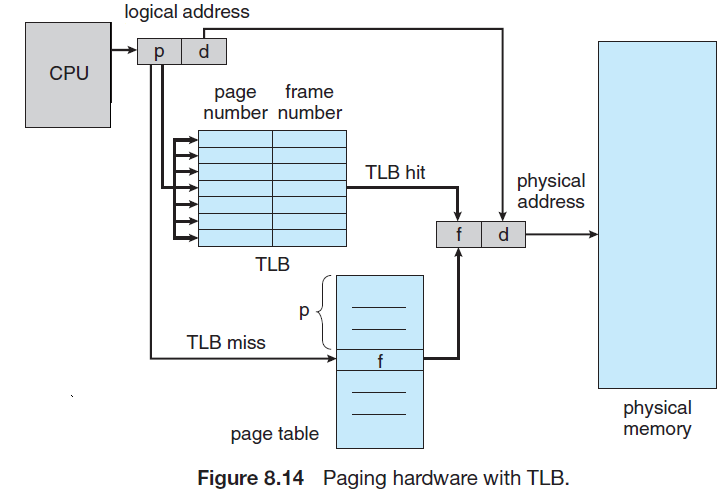 logical address
CPU
p d
page frame
number number
TLB hit
physical
address
f d
TLB
p
TLB miss
f
page table
physical
memory
Figure 8.14 Paging hardware with TLB.